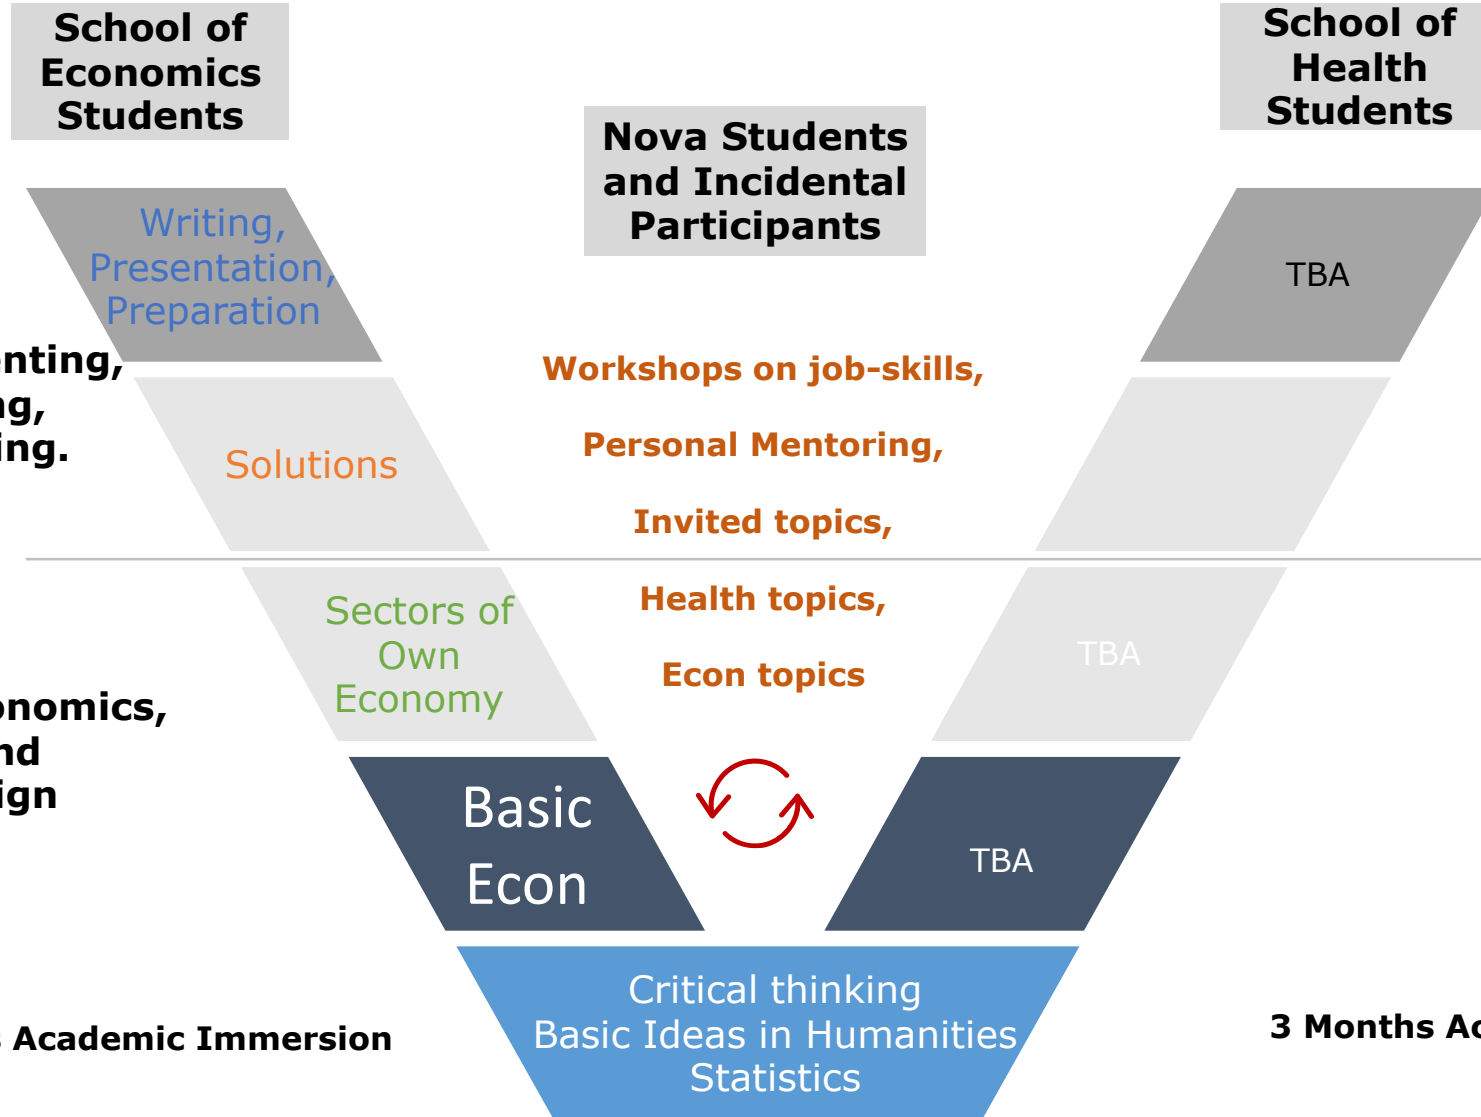 School of
Economics
Students
School of
Health
Students
Nova Students
and Incidental
Participants
Writing,
Presentation,
Preparation
TBA
enting,
ng,
ing.
Workshops on job-skills,
Personal Mentoring,
Invited topics,
Health topics,
Econ topics
Solutions
Sectors of
Own
Economy
TBA
onomics,
nd
ign
Basic
Econ
TBA
Critical thinking
Basic Ideas in Humanities
Statistics
s Academic Immersion
3 Months Ac